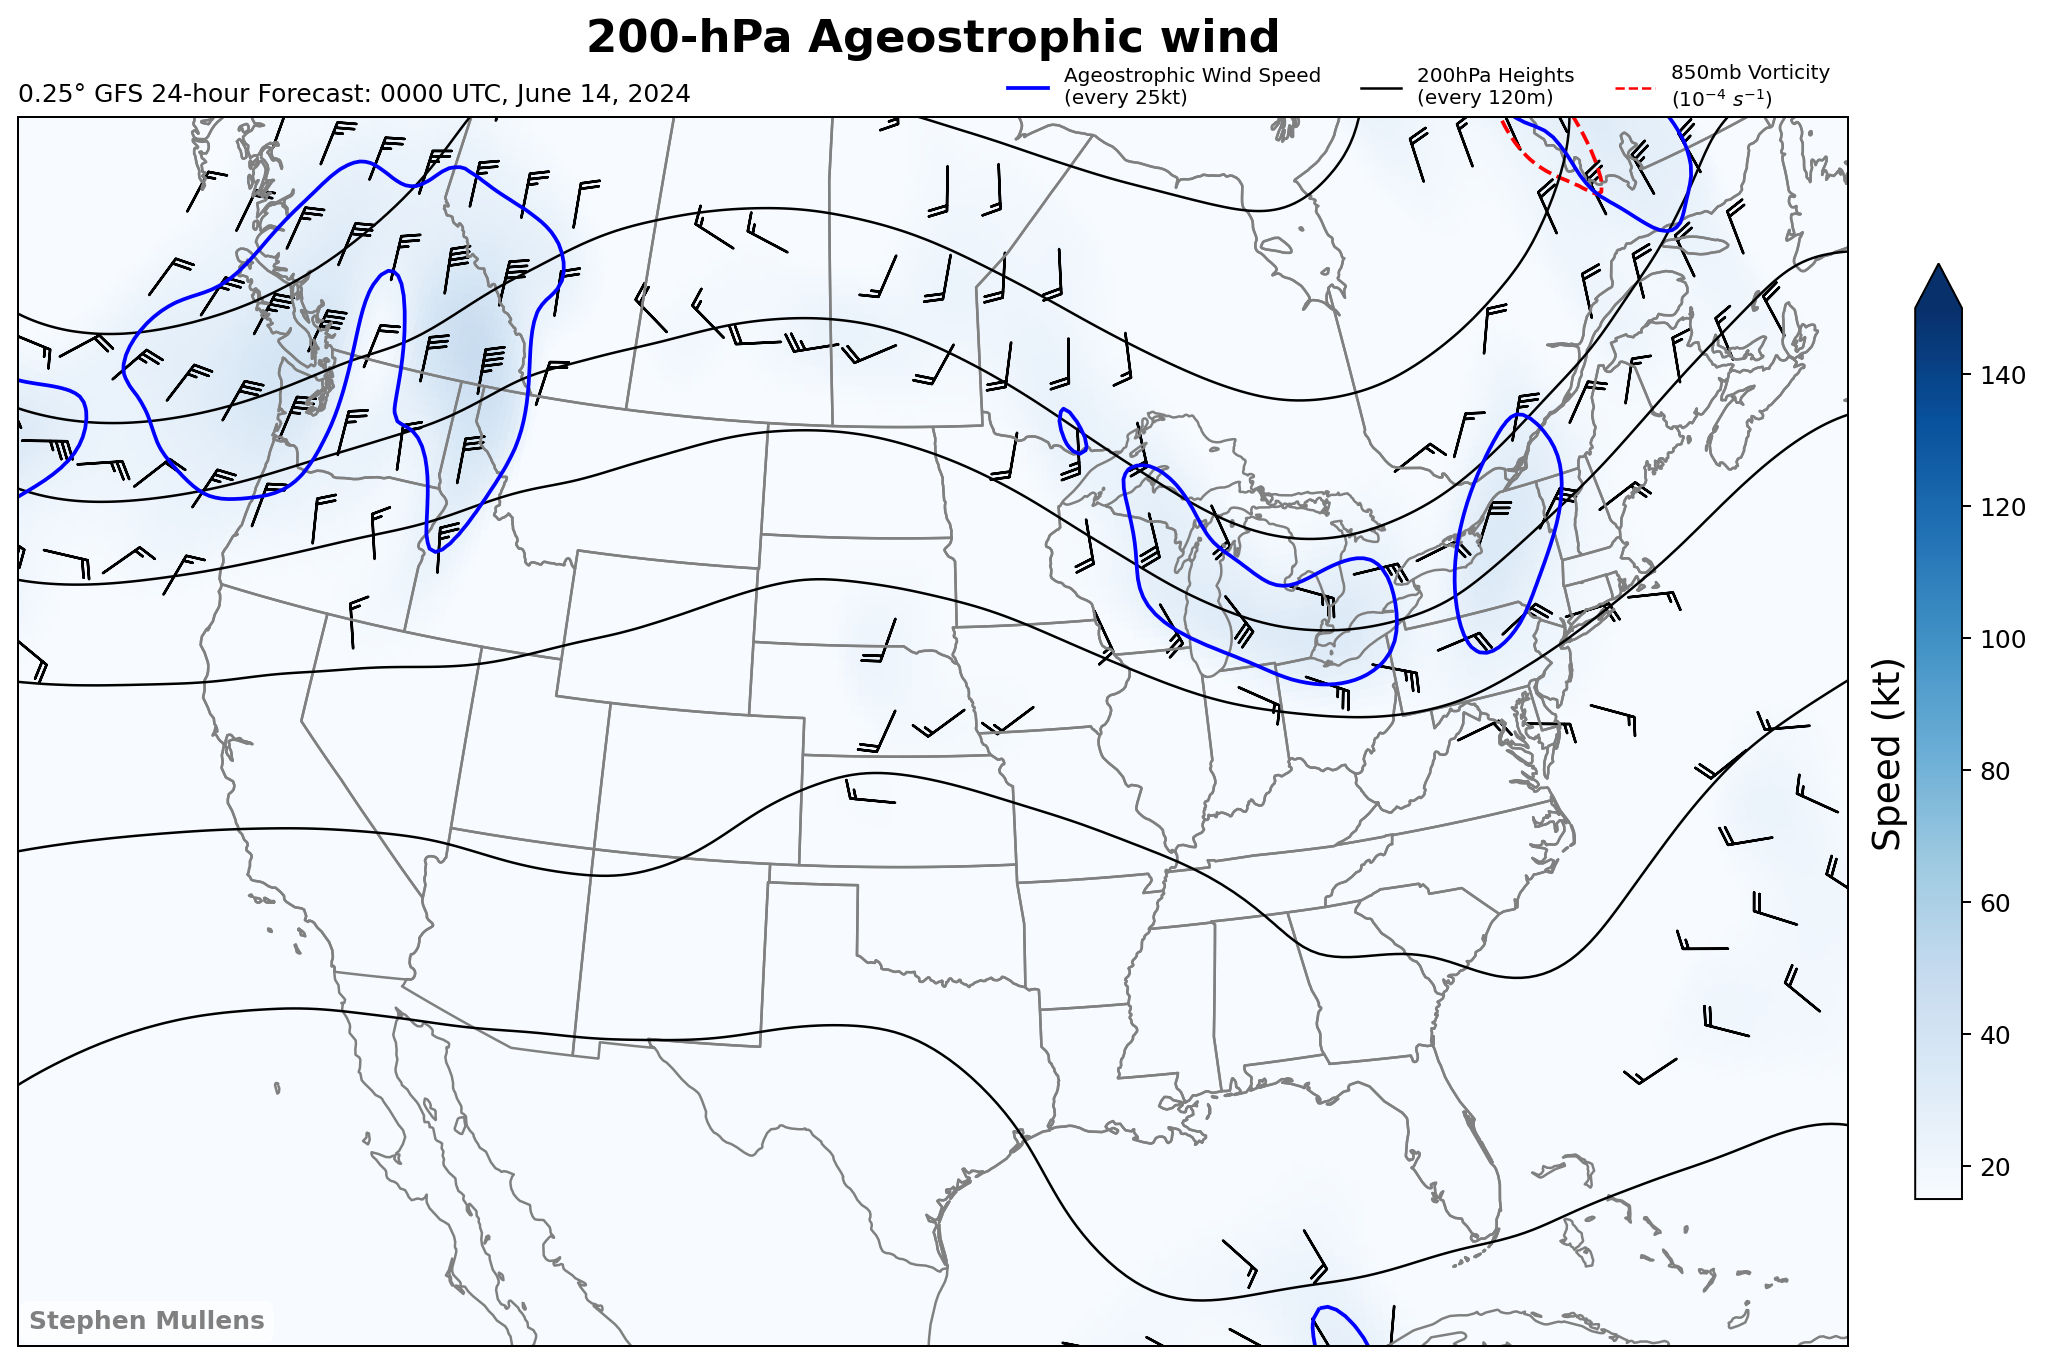 200-hPa Ageostrophic wind
0.25° GFS 24-hour Forecast: 0000 UTC, June 14, 2024
Ageostrophic Wind Speed
(every 25kt)
200hPa Heights
(every 120m)
850mb Vorticity
(10⁻⁴ s⁻¹)
140
120
100
80
60
40
20
Speed (kt)
Stephen Mullens